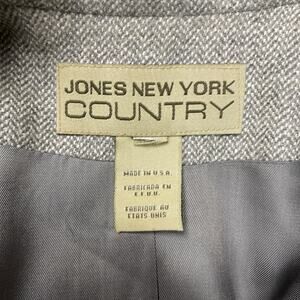 JONES NEW YORK
COUNTRY
MADE IN U.S.A.
FABRICADA EN
E.E.U.U.
FABRIQUE AU
ETATS-UNIS